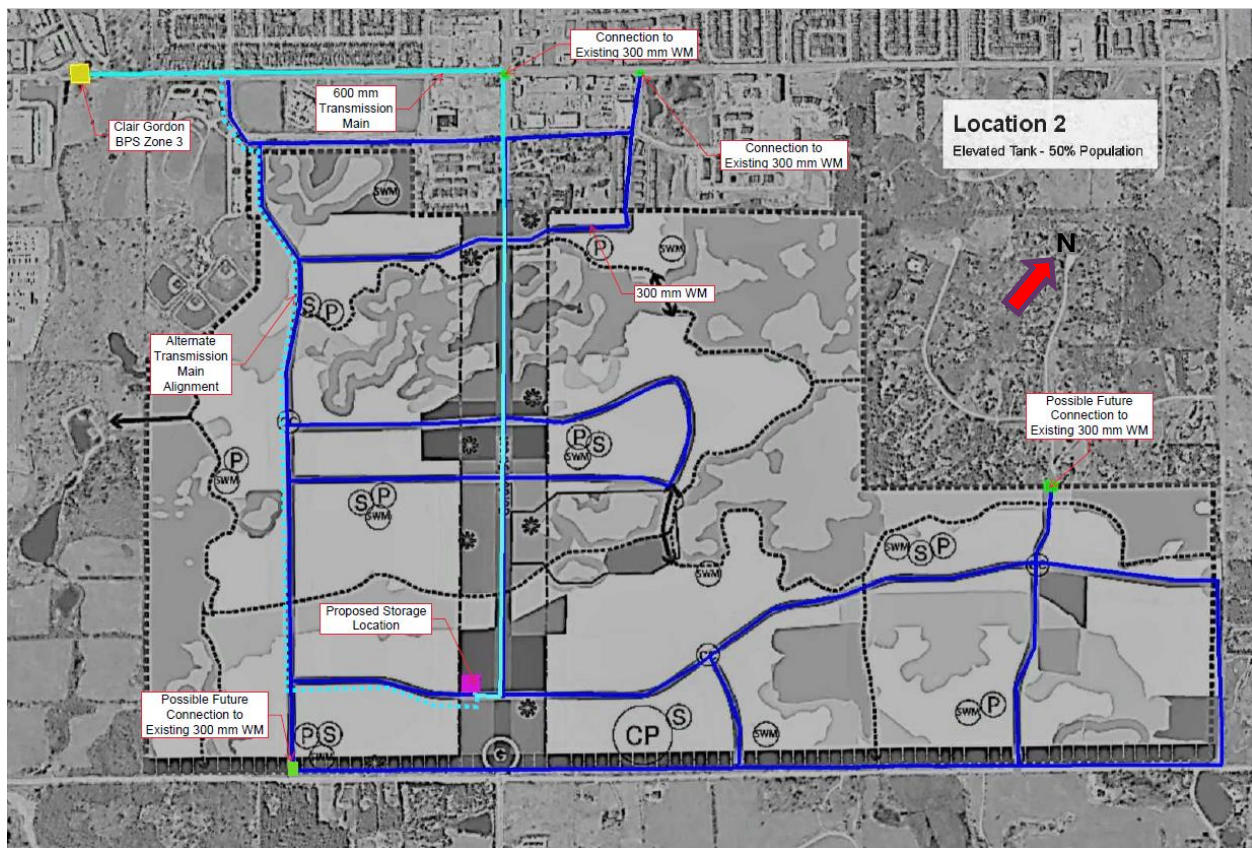 Connection to
Existing 300 mm WM
600 mm
Transmission
Main
Clair Gordon
BPS Zone 3
Connection to
Existing 300 mm WM
Location 2
Elevated Tank - 50% Population
SWM
P
SWM
N
300 mm WM
S
P
Alternate
Transmission
Main
Alignment
Possible Future
Connection to
Existing 300 mm WM
P
S
SWM
P
SWM
S
P
SWM
SWM
S
P
SWM
Proposed Storage
Location
Possible Future
Connection to
Existing 300 mm WM
P
S
SWM
G
CP
S
SWM
SWM
P